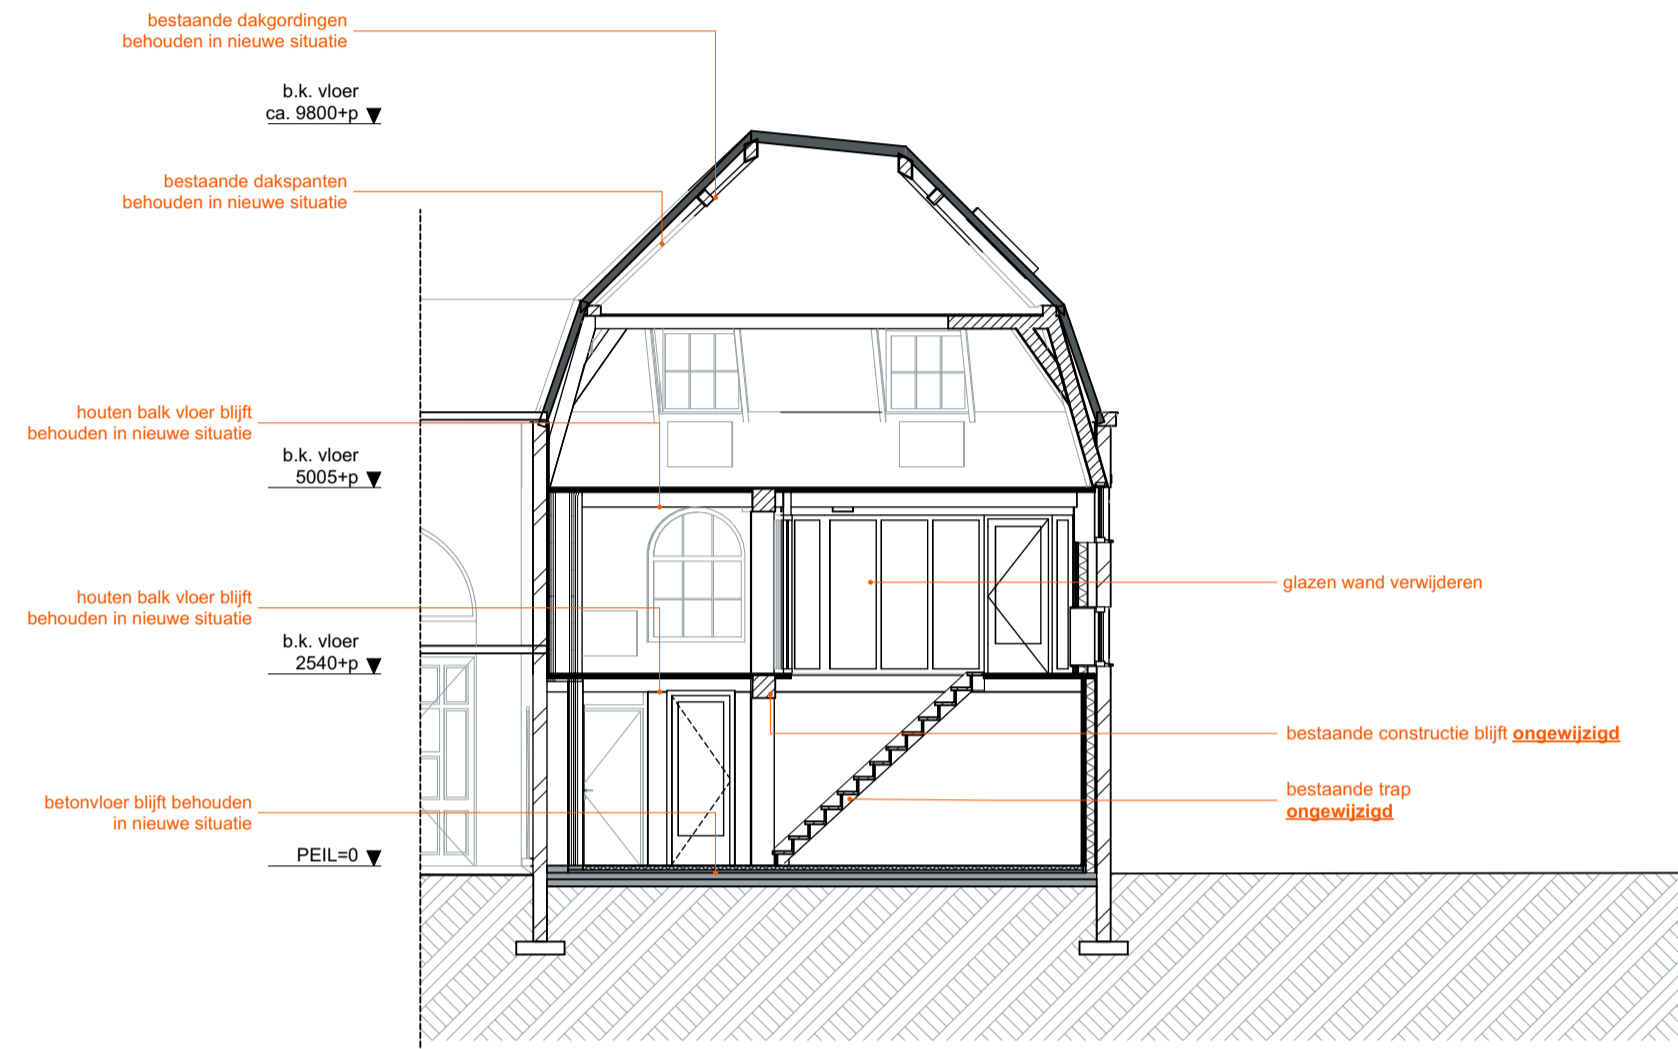 bestaande dakgordingen
behouden in nieuwe situatie
b.k. vloer
ca. 9800+p
bestaande dakspanten
behouden in nieuwe situatie
houten balk vloer blijft
behouden in nieuwe situatie
b.k. vloer
5005+p
houten balk vloer blijft
behouden in nieuwe situatie
b.k. vloer
2540+p
betonvloer blijft behouden
in nieuwe situatie
PEIL=0
glazen wand verwijderen
bestaande constructie blijft ongewijzigd
bestaande trap
ongewijzigd